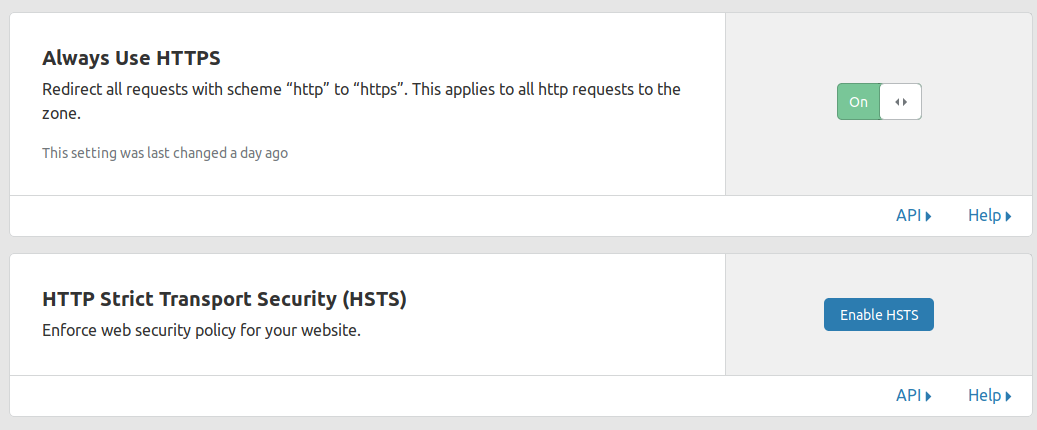 Always Use HTTPS
Redirect all requests with scheme “http” to “https”. This applies to all http requests to the
zone.
On
This setting was last changed a day ago
API
Help
HTTP Strict Transport Security (HSTS)
Enforce web security policy for your website.
Enable HSTS
API
Help